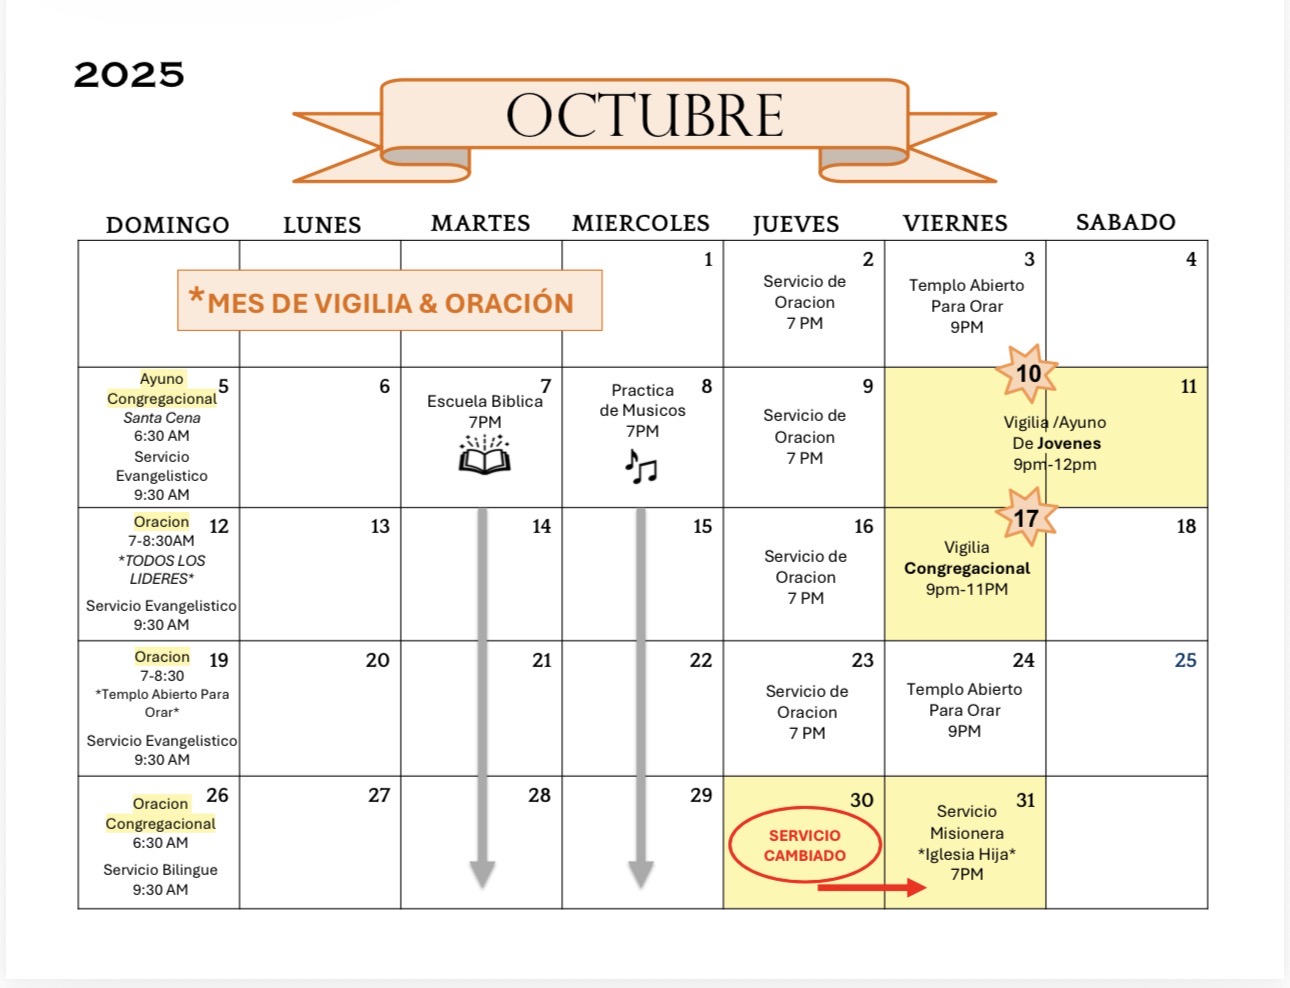 2025
OCTUBRE
DOMINGO LUNES MARTES MIERCOLES JUEVES VIERNES SABADO
*MES DE VIGILIA & ORACIÓN
1
2
Servicio de
Oracion
7 PM
3
Templo Abierto
Para Orar
9PM
4
Ayuno
Congregacional
5
Santa Cena
6:30 AM
Servicio
Evangelistico
9:30 AM
6
7
Escuela Biblica
7PM
8
Practica
de Musicos
7PM
9
Servicio de
Oracion
7 PM
10
11
Vigilia /Ayuno
De Jovenes
9pm-12pm
Oracion
12
7-8:30AM
*TODOS LOS
LIDERES*
Servicio Evangelistico
9:30 AM
13
14
15
16
Servicio de
Oracion
7 PM
17
Vigilia
Congregacional
9pm-11PM
18
Oracion
19
7-8:30
*Templo Abierto Para
Orar*
Servicio Evangelistico
9:30 AM
20
21
22
23
Servicio de
Oracion
7 PM
24
Templo Abierto
Para Orar
9PM
25
26
Oracion
Congregacional
6:30 AM
Servicio Bilingue
9:30 AM
27
28
29
30
SERVICIO
CAMBIADO
31
Servicio
Misionera
*Iglesia Hija*
7PM